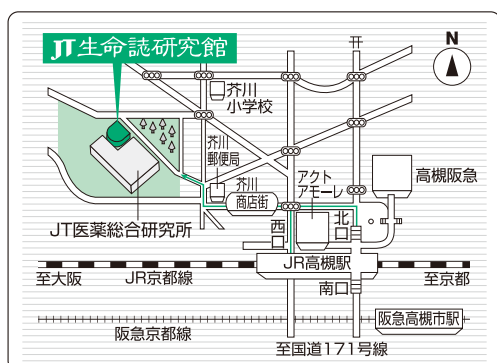 JT生命誌研究館
N
芥川
小学校
芥川
郵便局
アクト
アモーレ
高槻阪急
芥川
商店街
JT医薬総合研究所
西
口
北
口
JR高槻駅
至大阪
JR京都線
至京都
南口
阪急高槻市駅
阪急京都線
至国道171号線